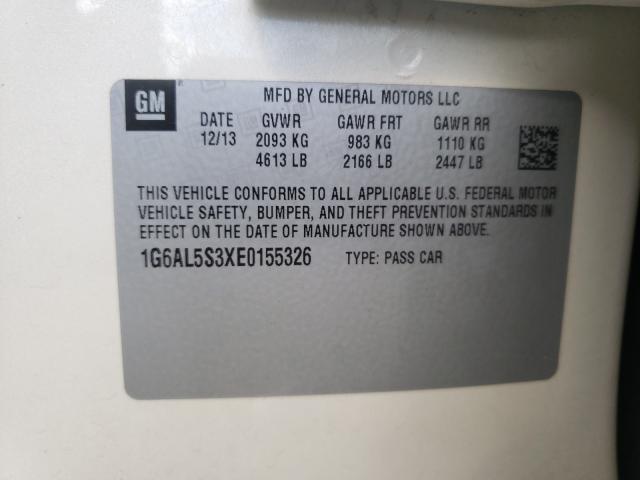 GM
MFD BY GENERAL MOTORS LLC
DATE GVWR GAWR FRT GAWR RR
12/13 2093 KG 983 KG 1110 KG
4613 LB 2166 LB 2447 LB
THIS VEHICLE CONFORMS TO ALL APPLICABLE U.S. FEDERAL MOTOR
VEHICLE SAFETY, BUMPER, AND THEFT PREVENTION STANDARDS IN
EFFECT ON THE DATE OF MANUFACTURE SHOWN ABOVE.
1G6AL5S3XE0155326 TYPE: PASS CAR